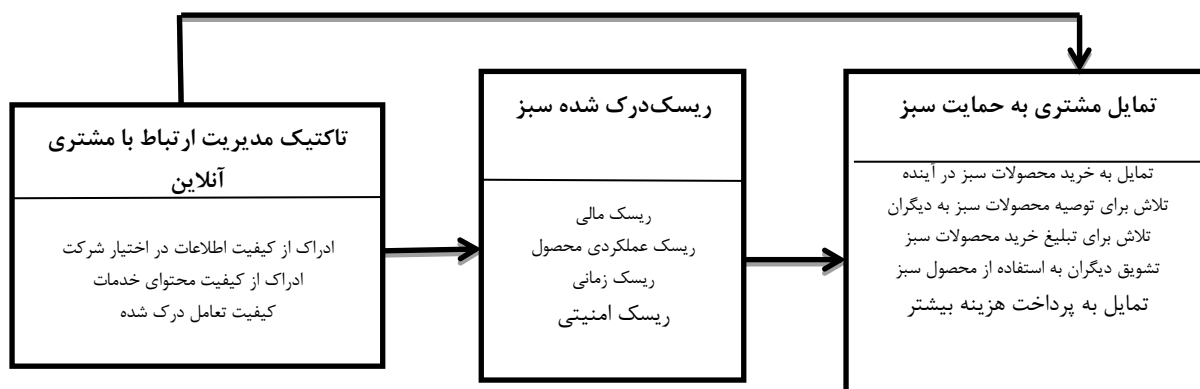 تاکتیک مدیریت ارتباط با مشتری
آنلاین
ادراک از کیفیت اطلاعات در اختیار شرکت
ادراک از کیفیت محتوای خدمات
کیفیت تعامل درک شده
ریسک‌درک شده سبز
ریسک مالی
ریسک عملکردی محصول
ریسک زمانی
ریسک امنیتی
تمایل مشتری به حمایت سبز
تمایل به خرید محصولات سبز در آینده
تلاش برای توصیه محصولات سبز به دیگران
تلاش برای تبلیغ خرید محصولات سبز
تشویق دیگران به استفاده از محصول سبز
تمایل به پرداخت هزینه بیشتر